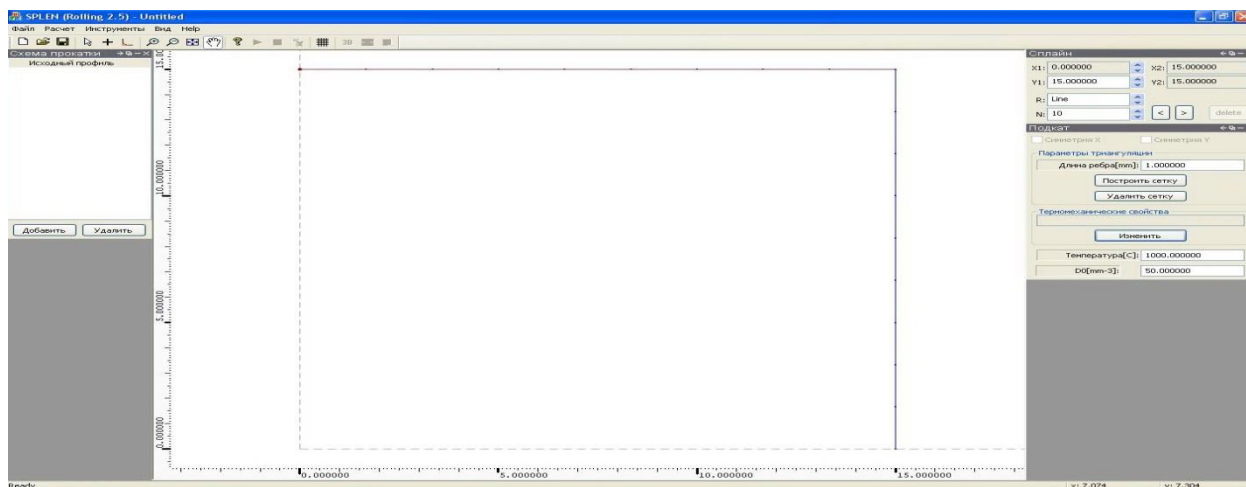 SPLEN (Rolling 2.5) - Untitled
Файл Расчет Инструменты Вид Help
3D
Схема прокатки
Исходный профиль
Добавить Удалить
15.00
10.000000
5.000000
0.000000
0.000000 5.000000 10.000000 15.000000
Сплайн
X1: 0.000000 X2: 15.000000
Y1: 15.000000 Y2: 15.000000
R: Line
N: 10 < > delete
Подкат
Симметрия X Симметрия Y
Параметры триангуляции
Длина ребра[mm]: 1.000000
Построить сетку
Удалить сетку
Термомеханические свойства
Изменить
Температура[C]: 1000.000000
D0[mm-3]: 50.000000
Ready x: 7.074 y: 7.304